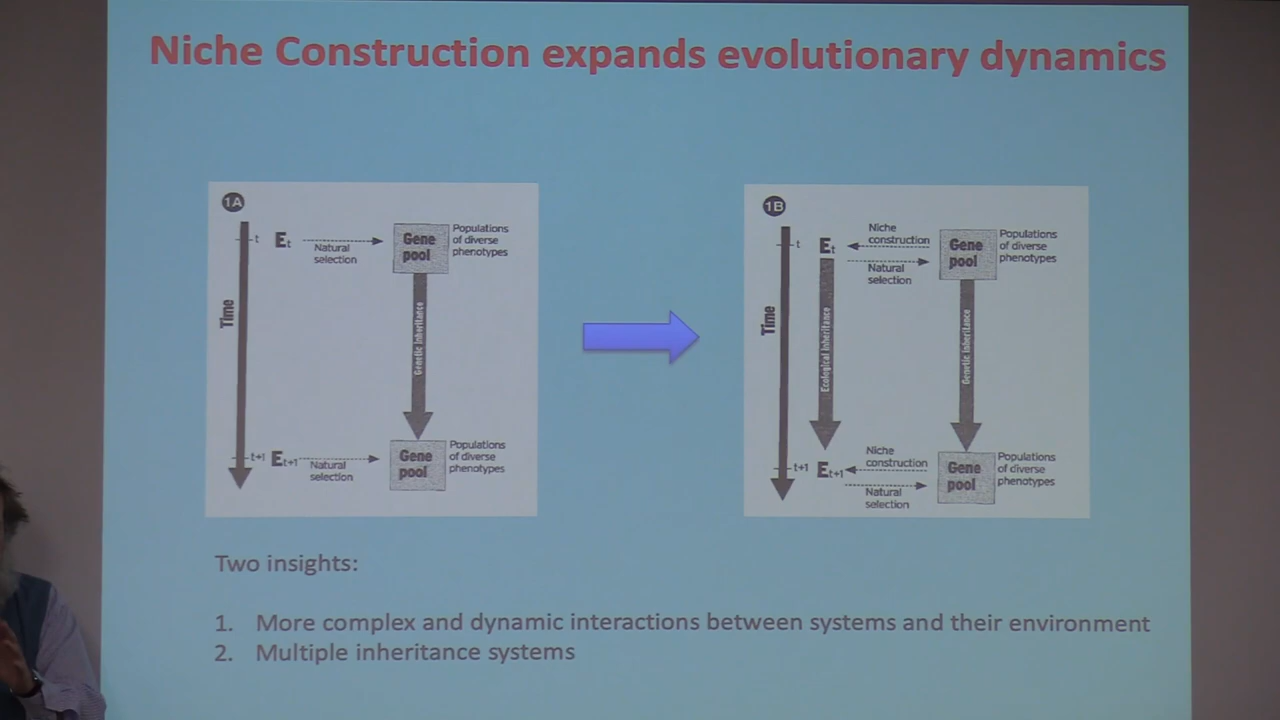 Niche Construction expands evolutionary dynamics
1A
Time
t
Et
Natural
selection
Gene
pool
Populations
of diverse
phenotypes
Genetic Inheritance
t+1
Et+1
Natural
selection
Gene
pool
Populations
of diverse
phenotypes
1B
Time
t
Et
Niche
construction
Natural
selection
Gene
pool
Populations
of diverse
phenotypes
Ecological Inheritance
Genetic Inheritance
t+1
Et+1
Niche
construction
Natural
selection
Gene
pool
Populations
of diverse
phenotypes
Two insights:
1. More complex and dynamic interactions between systems and their environment
2. Multiple inheritance systems